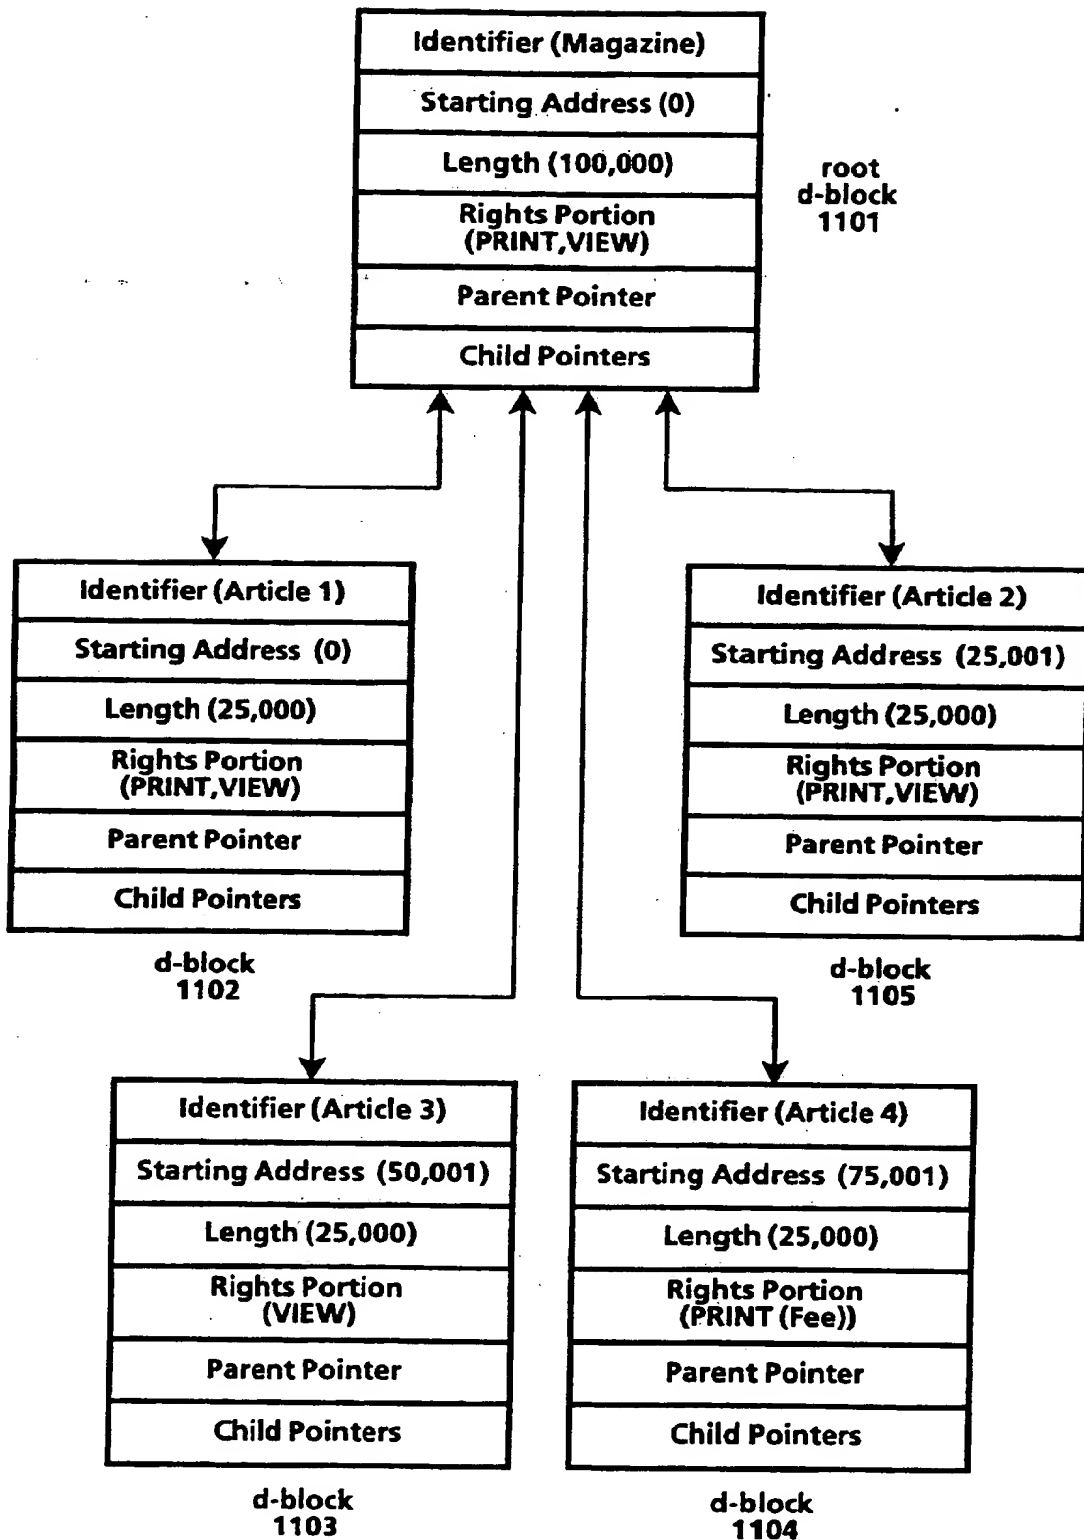 Identifier (Magazine)
Starting Address (0)
Length (100,000)
Rights Portion
(PRINT,VIEW)
Parent Pointer
Child Pointers
root
d-block
1101
Identifier (Article 1)
Starting Address (0)
Length (25,000)
Rights Portion
(PRINT,VIEW)
Parent Pointer
Child Pointers
d-block
1102
Identifier (Article 2)
Starting Address (25,001)
Length (25,000)
Rights Portion
(PRINT,VIEW)
Parent Pointer
Child Pointers
d-block
1105
Identifier (Article 3)
Starting Address (50,001)
Length (25,000)
Rights Portion
(VIEW)
Parent Pointer
Child Pointers
d-block
1103
Identifier (Article 4)
Starting Address (75,001)
Length (25,000)
Rights Portion
(PRINT (Fee))
Parent Pointer
Child Pointers
d-block
1104